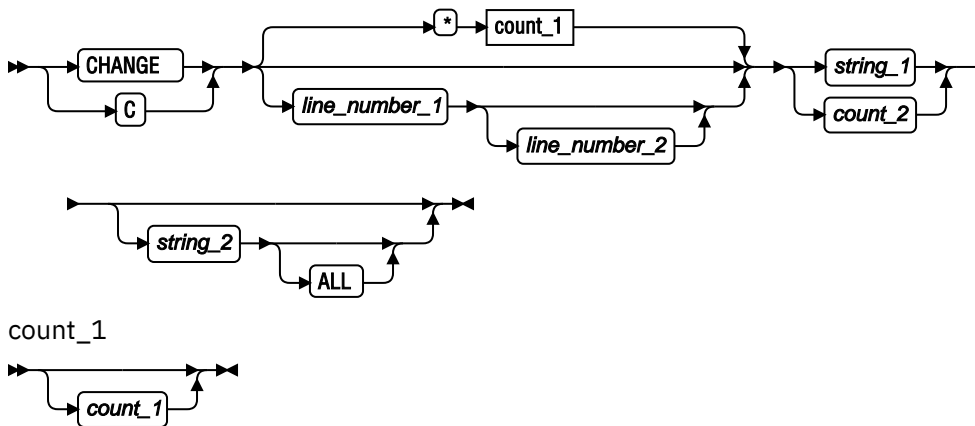 * count_1
CHANGE string_1
C line_number_1 count_2
line_number_2
string_2
ALL
count_1
count_1